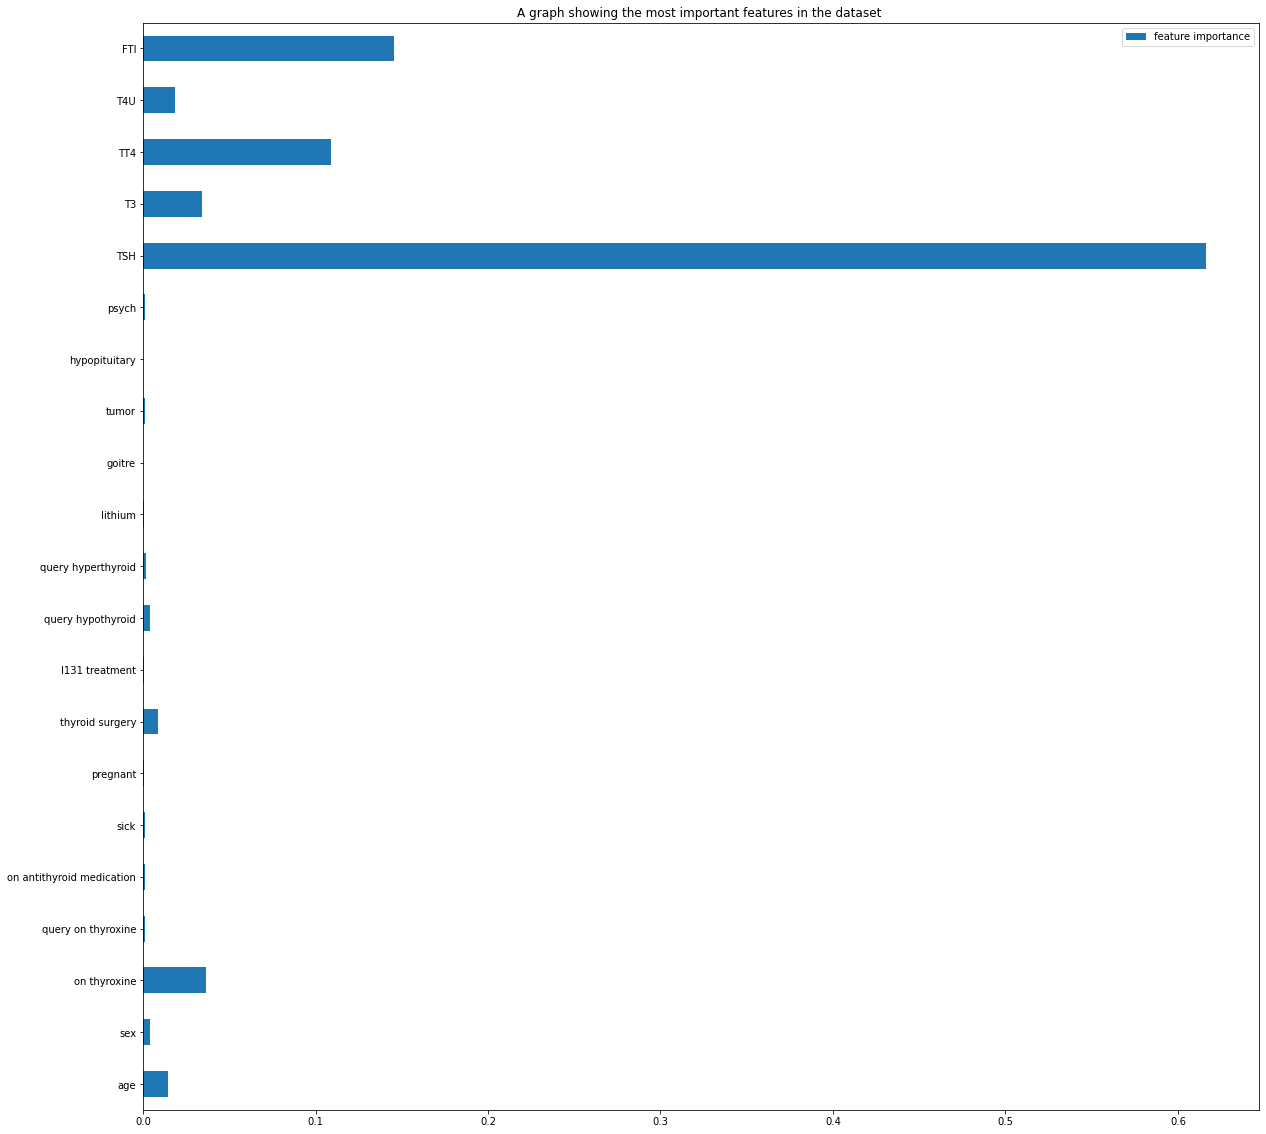 A graph showing the most important features in the dataset
feature importance
FTI
T4U
TT4
T3
TSH
psych
hypopituitary
tumor
goitre
lithium
query hyperthyroid
query hypothyroid
I131 treatment
thyroid surgery
pregnant
sick
on antithyroid medication
query on thyroxine
on thyroxine
sex
age
0.0 0.1 0.2 0.3 0.4 0.5 0.6